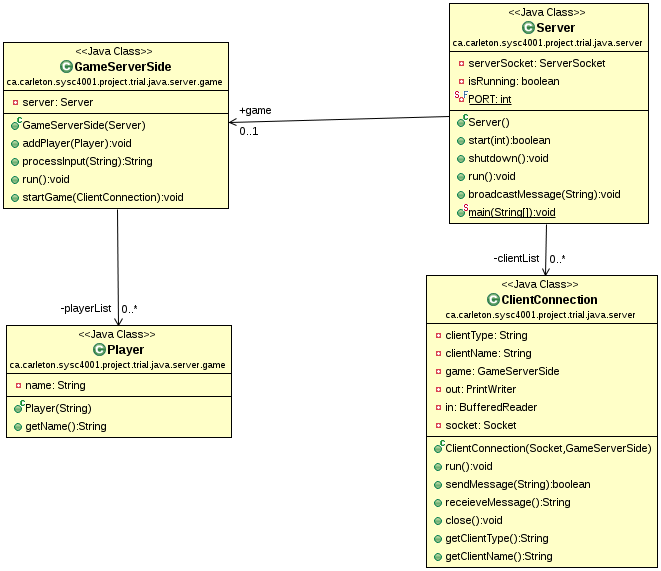 <<Java Class>>
GameServerSide
ca.carleton.sysc4001.project.trial.java.server.game
server: Server
GameServerSide(Server)
addPlayer(Player):void
processInput(String):String
run():void
startGame(ClientConnection):void
+game
0..1
<<Java Class>>
Server
ca.carleton.sysc4001.project.trial.java.server
serverSocket: ServerSocket
isRunning: boolean
S F PORT: int
C Server()
start(int):boolean
shutdown():void
run():void
broadcastMessage(String):void
S main(String[]):void
-playerList 0..*
<<Java Class>>
Player
ca.carleton.sysc4001.project.trial.java.server.game
name: String
C Player(String)
getName():String
-clientList 0..*
<<Java Class>>
ClientConnection
ca.carleton.sysc4001.project.trial.java.server
clientType: String
clientName: String
game: GameServerSide
out: PrintWriter
in: BufferedReader
socket: Socket
C ClientConnection(Socket,GameServerSide)
run():void
sendMessage(String):boolean
receieveMessage():String
close():void
getClientType():String
getClientName():String